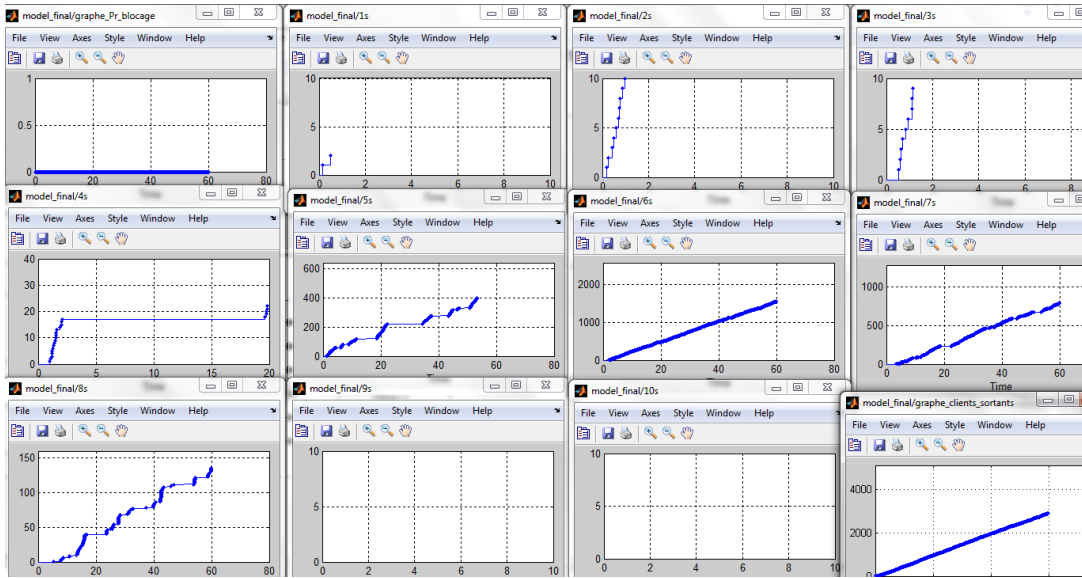 model_final/graphe_Pr_blocage
File View Axes Style Window Help
1
0.5
0
0 20 40 60 80
model_final/1s
File View Axes Style Window Help
10
5
0
0 2 4 6 8 10
model_final/2s
File View Axes Style Window Help
10
5
0
0 2 4 6 8 10
model_final/3s
File View Axes Style Window Help
10
5
0
0 2 4 6 8
model_final/4s
File View Axes Style Window Help
40
30
20
10
0
0 5 10 15 20
model_final/5s
Time
File View Axes Style Window Help
600
400
200
0
0 20 40 60 80
model_final/6s
Time
File View Axes Style Window Help
2000
1000
0
0 20 40 60 80
model_final/7s
File View Axes Style Window Help
1000
500
0
0 20 40 60
Time
model_final/8s
File View Axes Style Window Help
150
100
50
0
0 20 40 60 80
model_final/9s
File View Axes Style Window Help
10
5
0
0 2 4 6 8 10
model_final/10s
File View Axes Style Window Help
10
5
0
0 2 4 6 8 10
model_final/graphe_clients_sortants
File View Axes Style Window Help
4000
2000